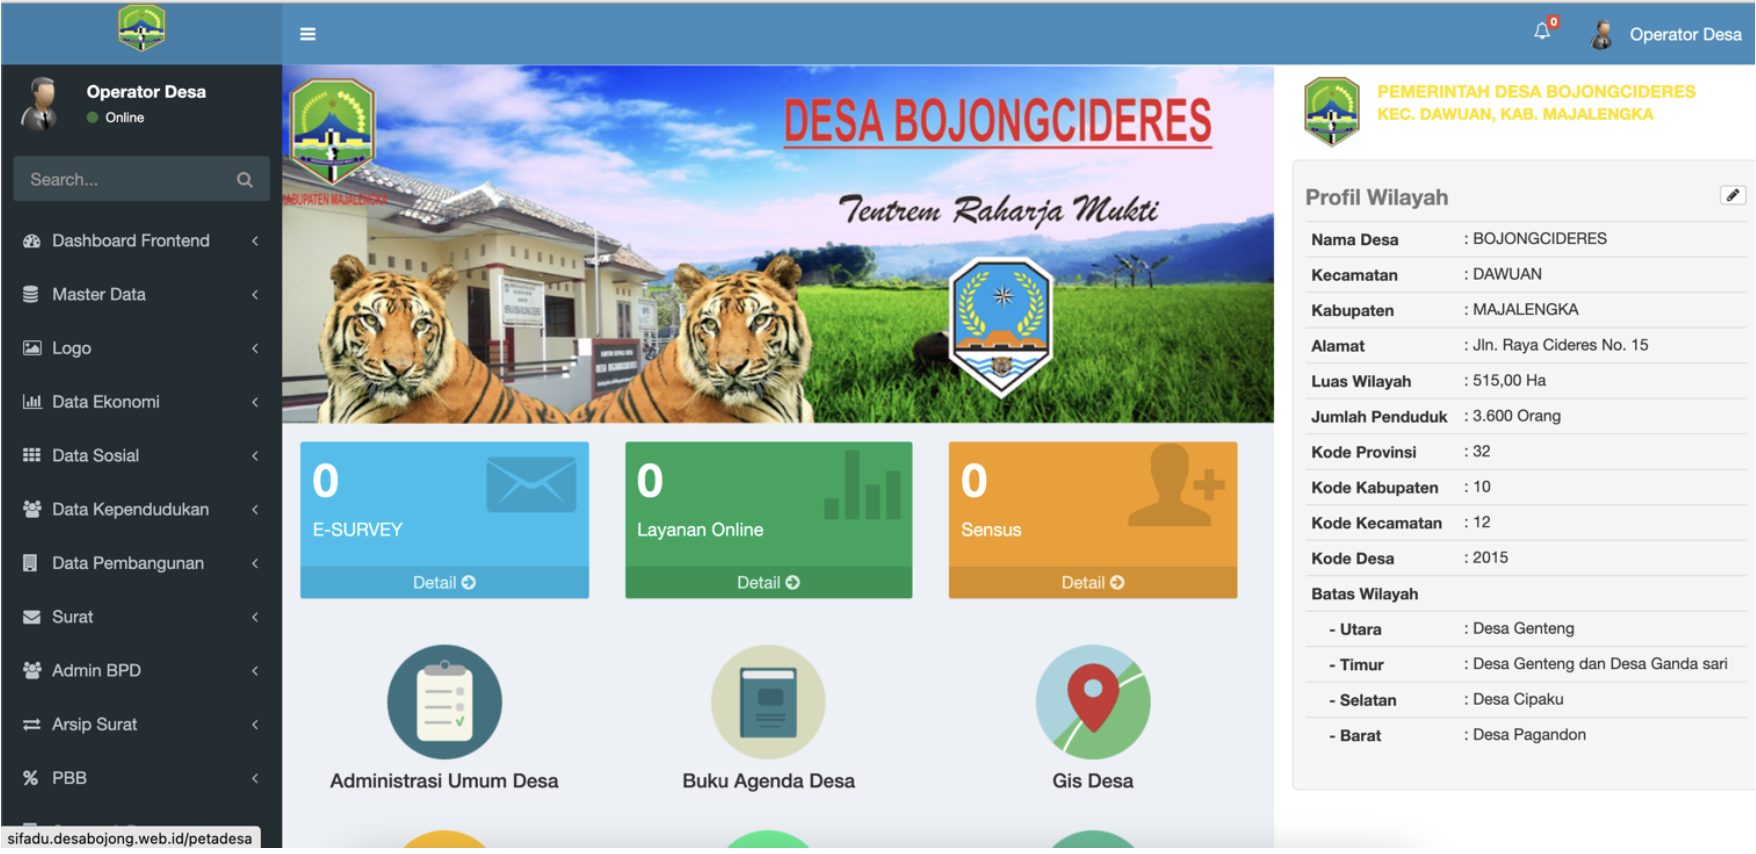 0
Operator Desa
Operator Desa
Online
Search...
Dashboard Frontend
Master Data
Logo
Data Ekonomi
Data Sosial
Data Kependudukan
Data Pembangunan
Surat
Admin BPD
Arsip Surat
PBB
sifadu.desabojong.web.id/petadesa
DESA BOJONGCIDERES
Tentrem Raharja Mukti
KABUPATEN MAJALENGKA
0
E-SURVEY
Detail
0
Layanan Online
Detail
0
Sensus
Detail
Administrasi Umum Desa
Buku Agenda Desa
Gis Desa
PEMERINTAH DESA BOJONGCIDERES
KEC. DAWUAN, KAB. MAJALENGKA
Profil Wilayah
Nama Desa : BOJONGCIDERES
Kecamatan : DAWUAN
Kabupaten : MAJALENGKA
Alamat : Jln. Raya Cideres No. 15
Luas Wilayah : 515,00 Ha
Jumlah Penduduk : 3.600 Orang
Kode Provinsi : 32
Kode Kabupaten : 10
Kode Kecamatan : 12
Kode Desa : 2015
Batas Wilayah
- Utara : Desa Genteng
- Timur : Desa Genteng dan Desa Ganda sari
- Selatan : Desa Cipaku
- Barat : Desa Pagandon